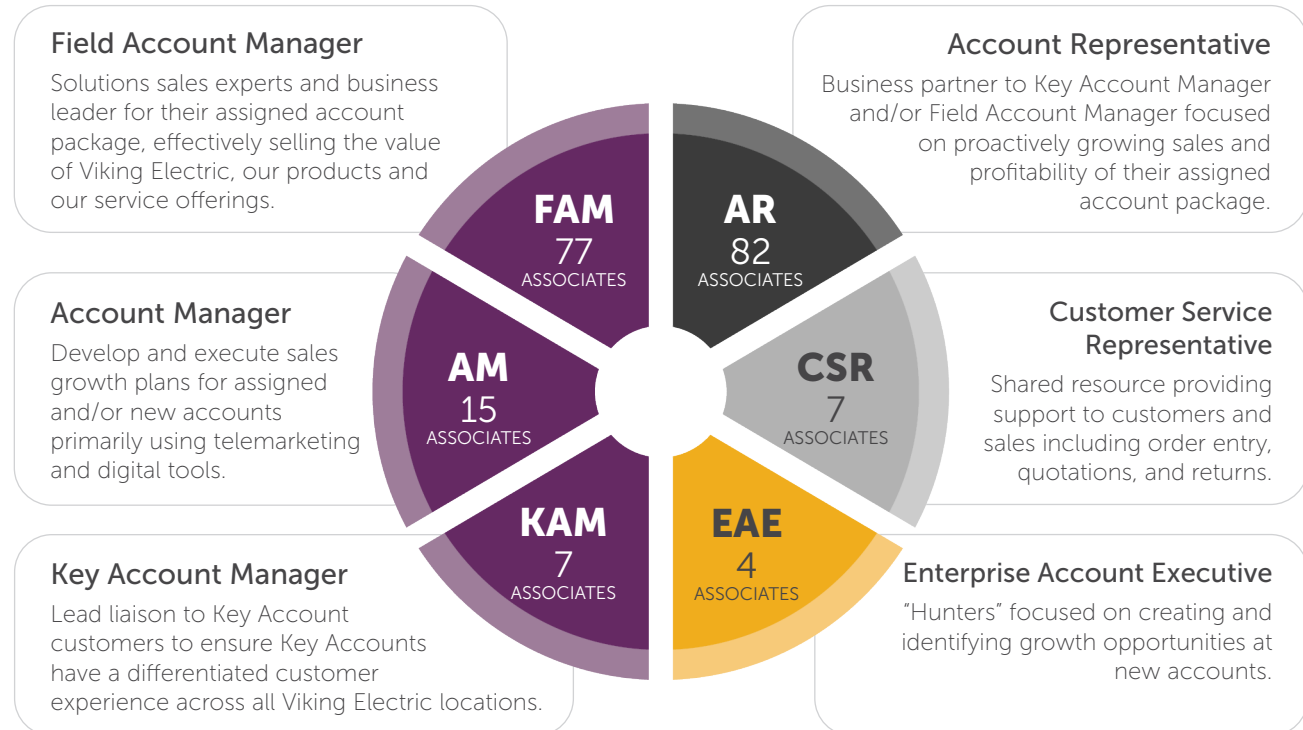 Field Account Manager
Solutions sales experts and business
leader for their assigned account
package, effectively selling the value
of Viking Electric, our products and
our service offerings.
Account Manager
Develop and execute sales
growth plans for assigned
and/or new accounts
primarily using telemarketing
and digital tools.
Key Account Manager
Lead liaison to Key Account
customers to ensure Key Accounts
have a differentiated customer
experience across all Viking Electric locations.
FAM
77
ASSOCIATES
AM
15
ASSOCIATES
KAM
7
ASSOCIATES
AR
82
ASSOCIATES
CSR
7
ASSOCIATES
EAE
4
ASSOCIATES
Account Representative
Business partner to Key Account Manager
and/or Field Account Manager focused
on proactively growing sales and
profitability of their assigned
account package.
Customer Service
Representative
Shared resource providing
support to customers and
sales including order entry,
quotations, and returns.
Enterprise Account Executive
“Hunters” focused on creating and
identifying growth opportunities at
new accounts.